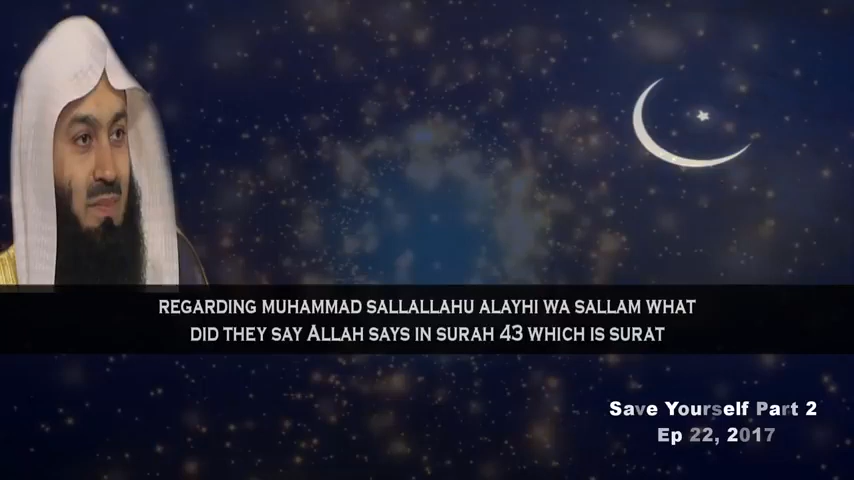 REGARDING MUHAMMAD SALLALLAHU ALAYHI WA SALLAM WHAT
DID THEY SAY ALLAH SAYS IN SURAH 43 WHICH IS SURAT
Save Yourself Part 2
Ep 22, 2017